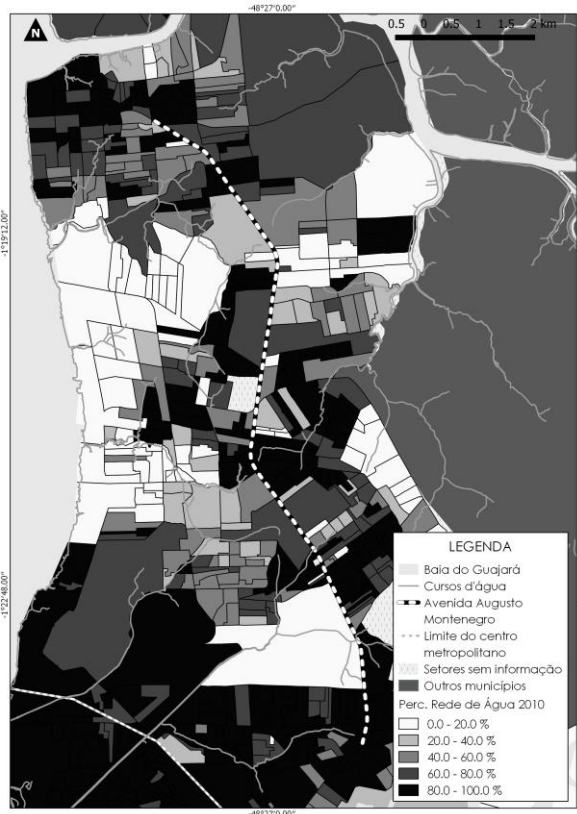 -48°27'0.00"
N
0.5 0 0.5 1 1.5 2 km
-1°19'12.00"
-1°22'48.00"
LEGENDA
Baia do Guajará
Cursos d'água
Avenida Augusto
Montenegro
Limite do centro
metropolitano
Setores sem informação
Outros municípios
Perc. Rede de Água 2010
0.0 - 20.0 %
20.0 - 40.0 %
40.0 - 60.0 %
60.0 - 80.0 %
80.0 - 100.0 %
-48°27'0.00"